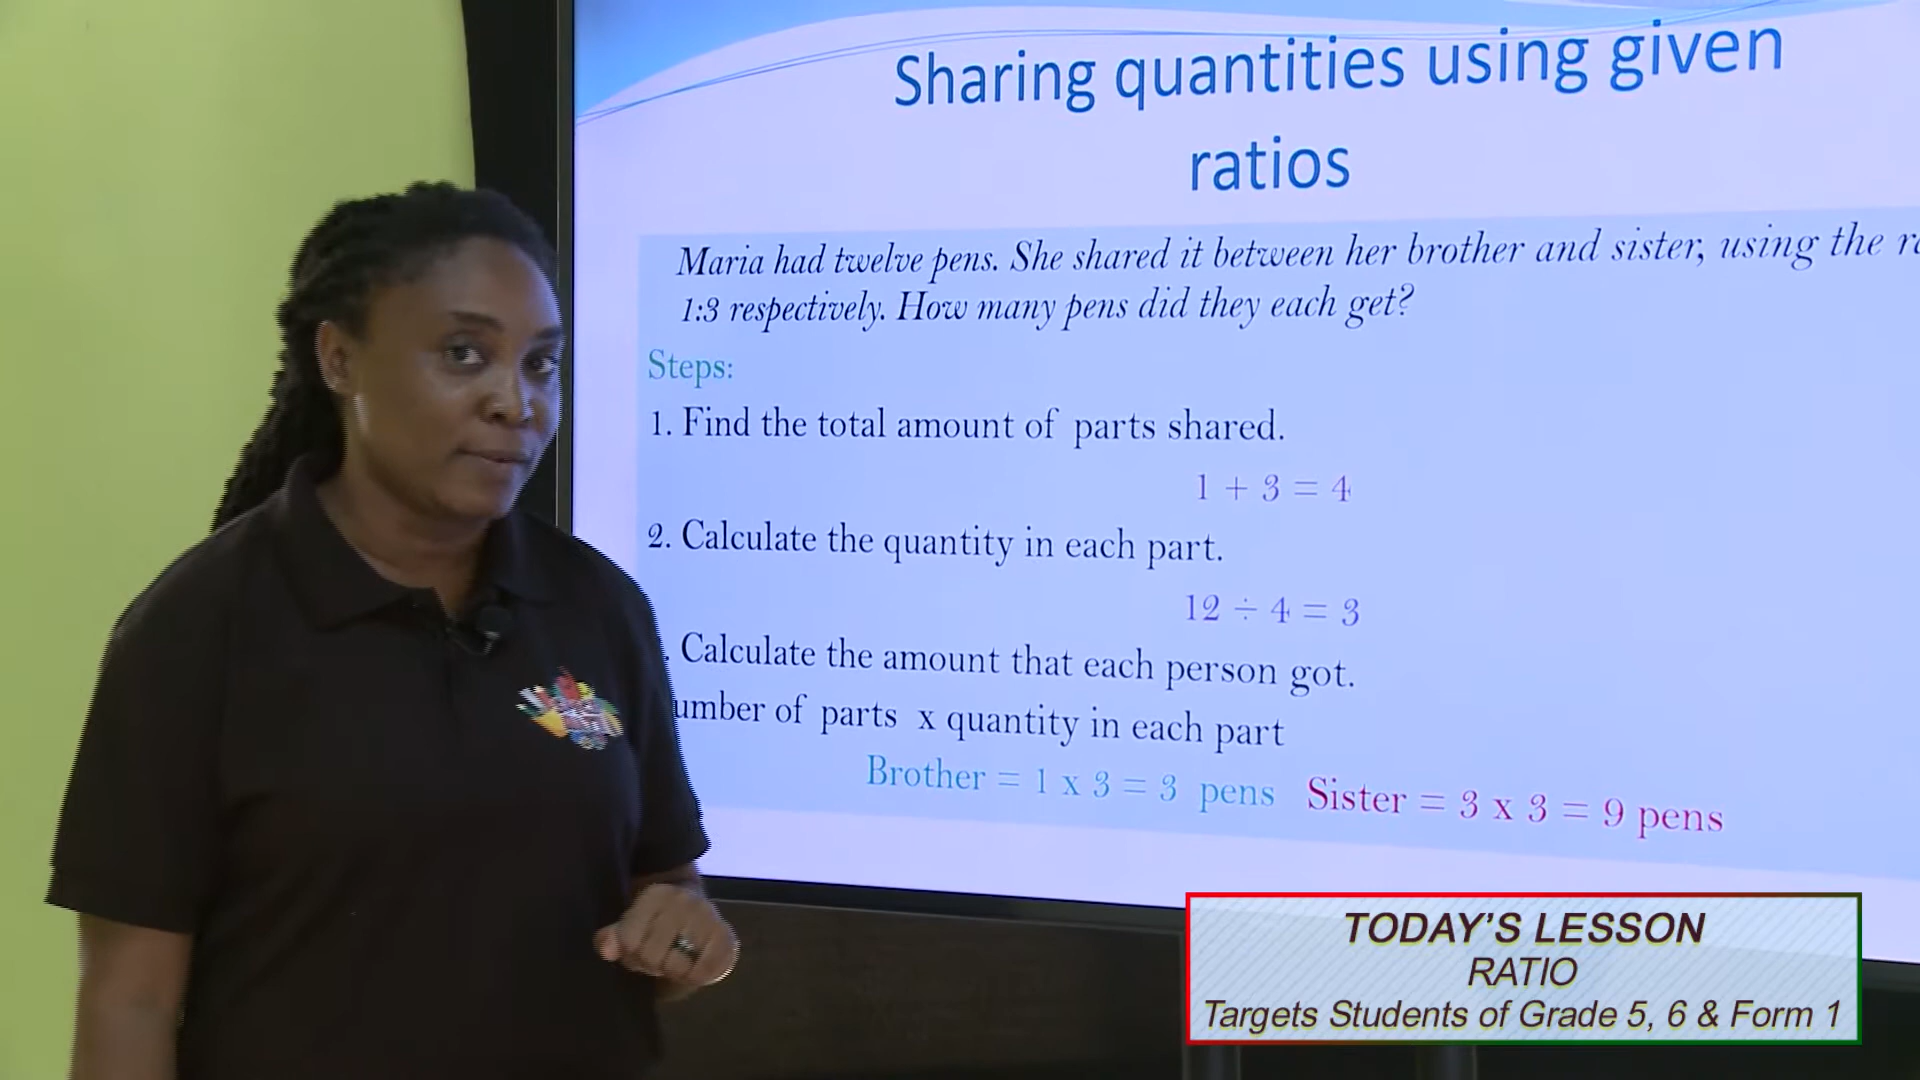 Sharing quantities using given
ratios
Maria had twelve pens. She shared it between her brother and sister, using the
1:3 respectively. How many pens did they each get?
Steps:
1. Find the total amount of parts shared.
1 + 3 = 4
2. Calculate the quantity in each part.
12 ÷ 4 = 3
. Calculate the amount that each person got.
umber of parts x quantity in each part
Brother = 1 x 3 = 3 pens Sister = 3 x 3 = 9 pens
TODAY'S LESSON
RATIO
Targets Students of Grade 5, 6 & Form 1